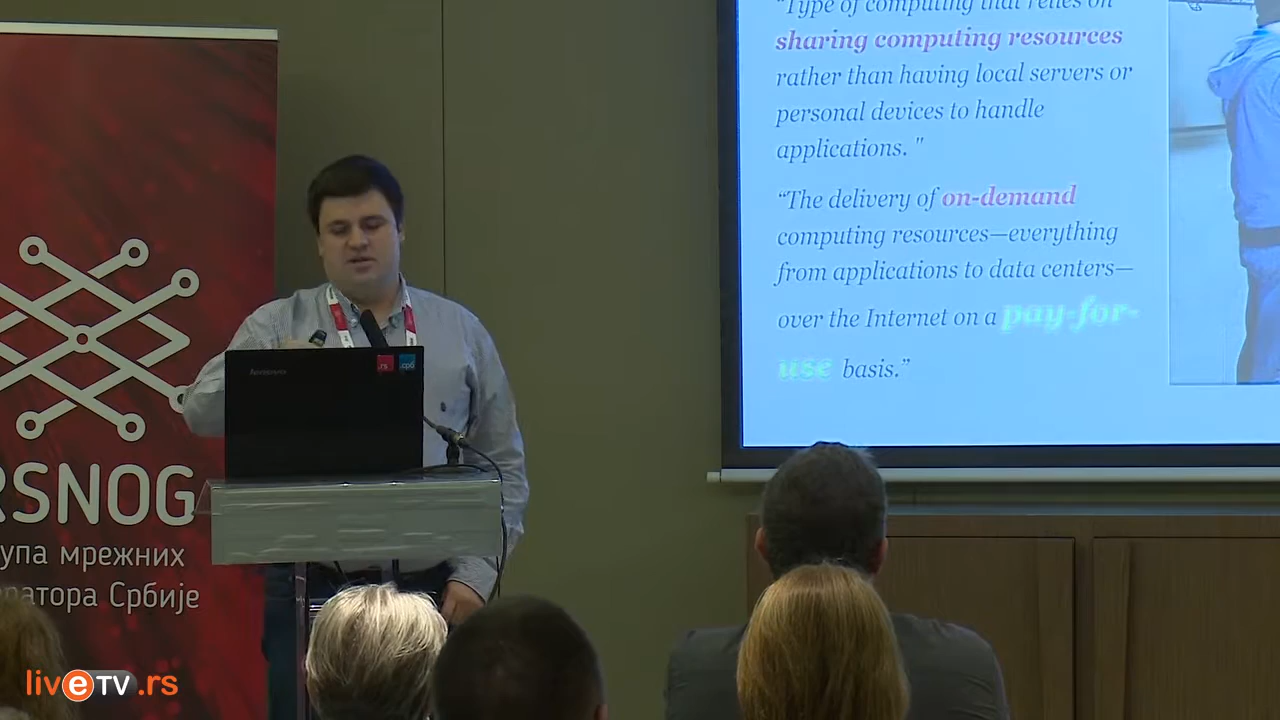 “Type of computing that relies on
sharing computing resources
rather than having local servers or
personal devices to handle
applications. "
“The delivery of on-demand
computing resources—everything
from applications to data centers—
over the Internet on a pay-for-
use basis.”
lenovo
.rs .срб
RSNOG
упа мрежних
ратора Србије
liveTV.rs